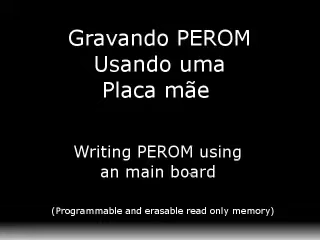 Gravando PEROM
Usando uma
Placa mãe
Writing PEROM using
an main board
(Programmable and erasable read only memory)